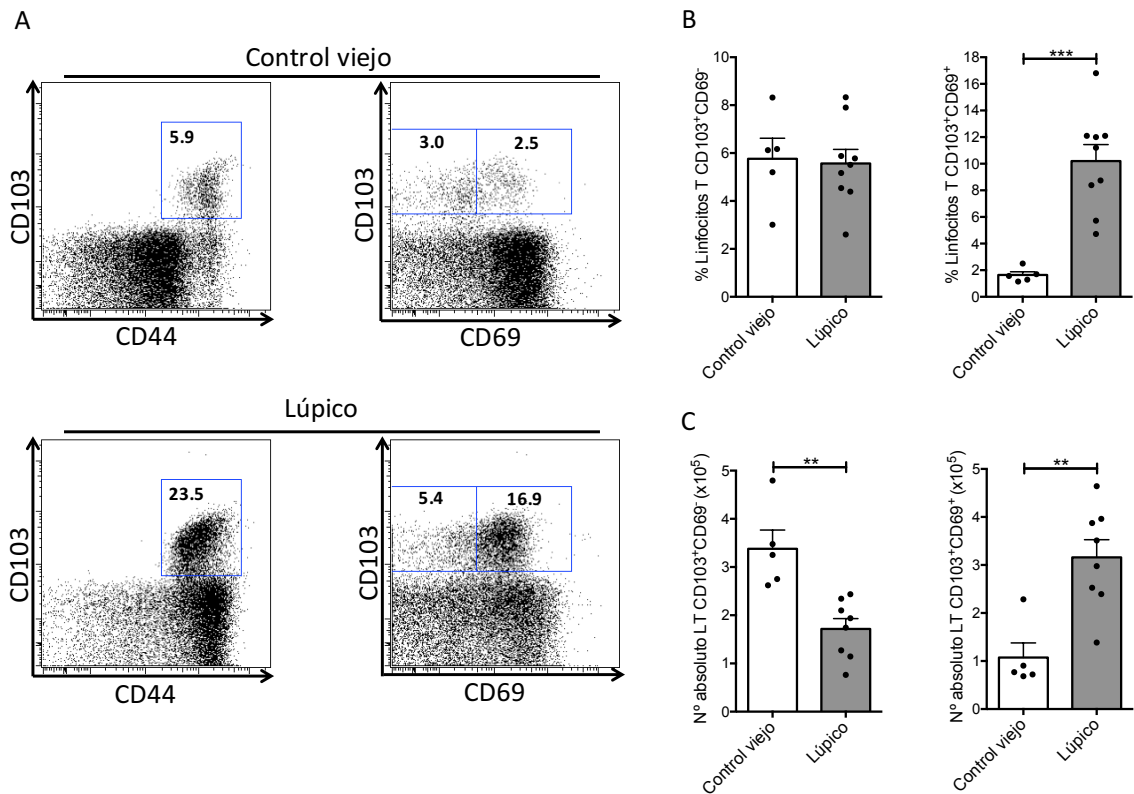 A
Control viejo
5.9
CD103
CD44
3.0 2.5
CD103
CD69
Lúpico
23.5
CD103
CD44
5.4 16.9
CD103
CD69
B
% Linfocitos T CD103+CD69-
10
8
6
4
2
0
Control viejo
Lúpico
% Linfocitos T CD103+CD69+
***
18
16
14
12
10
8
6
4
2
0
Control viejo
Lúpico
C
Nº absoluto LT CD103+CD69- (x10⁵)
**
5
4
3
2
1
0
Control viejo
Lúpico
Nº absoluto LT CD103+CD69+ (x10⁵)
**
5
4
3
2
1
0
Control viejo
Lúpico